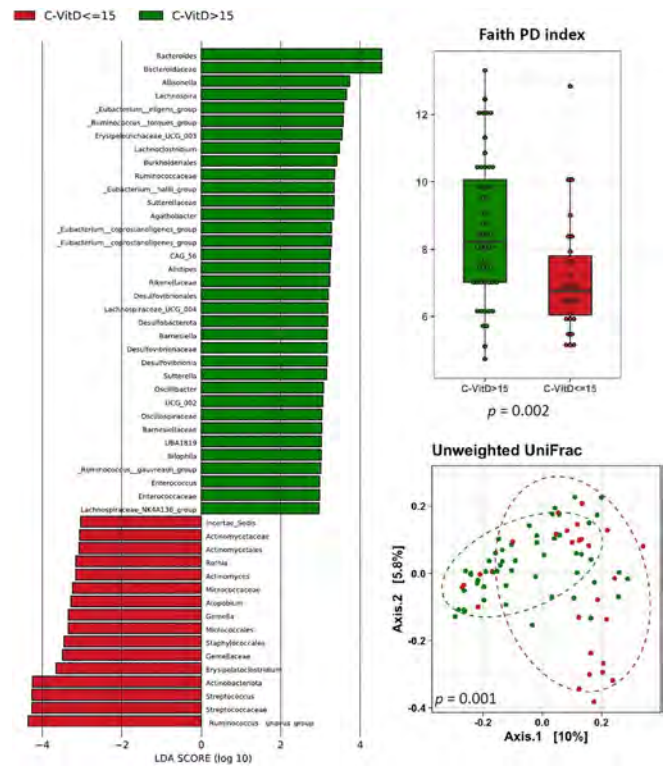 C-VitD<=15
C-VitD>15
Bacteroides
Bacteroidaceae
Allisonella
Lachnospira
_Eubacterium__eligens_group
_Ruminococcus__torques_group
Erysipelotrichaceae_UCG_003
Lachnoclostridium
Burkholderiales
Ruminococcaceae
_Eubacterium__hallii_group
Sutterellaceae
Agathobacter
_Eubacterium__coprostanoligenes_group
_Eubacterium__coprostanoligenes_group
CAG_56
Alistipes
Rikenellaceae
Desulfovibrionales
Lachnospiraceae_UCG_004
Desulfobacterota
Barnesiella
Desulfovibrionaceae
Desulfovibrionia
Sutterella
Oscillibacter
UCG_002
Oscillospiraceae
Barnesiellaceae
UBA1819
Bilophila
_Ruminococcus__gauvreauii_group
Enterococcus
Enterococcaceae
Lachnospiraceae_NK4A136_group
Incertae_Sedis
Actinomycetaceae
Actinomycetales
Rothia
Actinomyces
Micrococcaceae
Atopobium
Gemella
Micrococcales
Staphylococcales
Gemellaceae
Erysipelatoclostridium
Actinobacteriota
Streptococcus
Streptococcaceae
_Ruminococcus__gnavus_group
−4 −2 0 2 4
LDA SCORE (log 10)
Faith PD index
12
10
8
6
C-VitD>15 C-VitD<=15
p = 0.002
Unweighted UniFrac
Axis.2 [5.8%]
0.2
0.0
-0.2
-0.4
p = 0.001
-0.2 0.0 0.2
Axis.1 [10%]